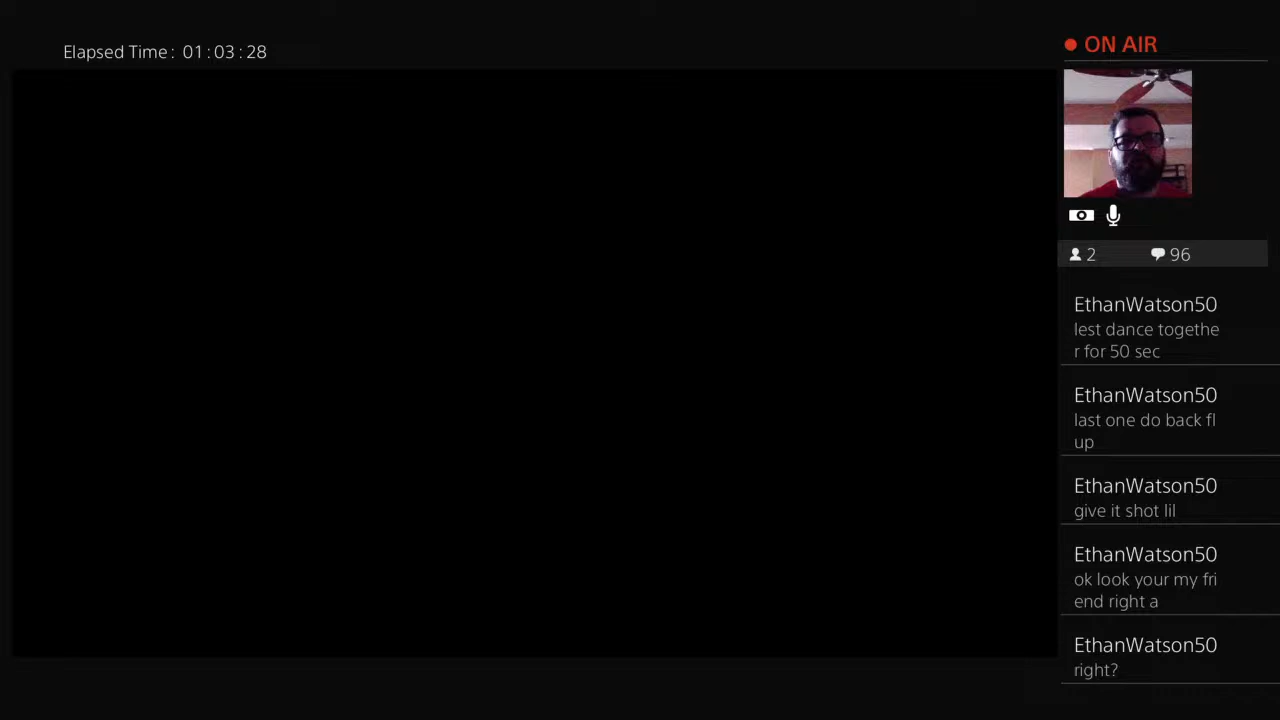 Elapsed Time: 01:03:28
ON AIR
2 96
EthanWatson50
lest dance togethe
r for 50 sec
EthanWatson50
last one do back fl
up
EthanWatson50
give it shot lil
EthanWatson50
ok look your my fri
end right a
EthanWatson50
right?